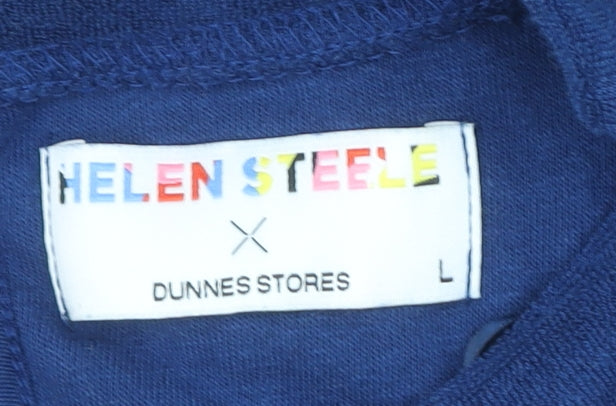 HELEN STEELE
X
DUNNES STORES
L